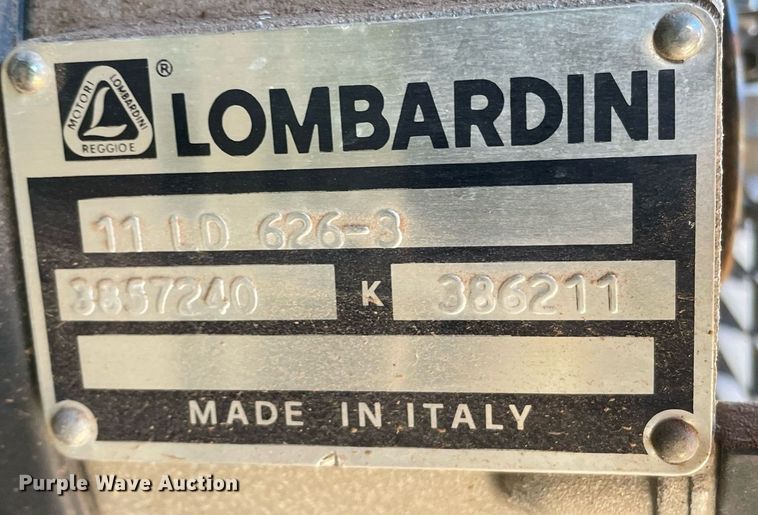 MOTORI LOMBARDINI
REGGIO E
® LOMBARDINI
11 LD 626-3
3857240 K 386211
MADE IN ITALY
Purple Wave Auction